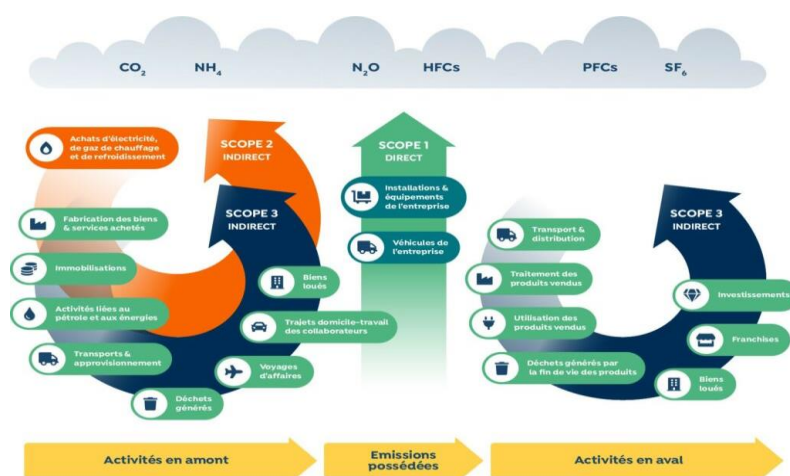 CO₂
NH₄
N₂O
HFCs
PFCs
SF₆
Achats d'électricité,
de gaz de chauffage
et de refroidissement
SCOPE 2
INDIRECT
SCOPE 1
DIRECT
Installations &
équipements
de l'entreprise
Véhicules de
l'entreprise
Fabrication des biens
& services achetés
SCOPE 3
INDIRECT
Immobilisations
Activités liées au
pétrole et aux énergies
Transports &
approvisionnement
Déchets
générés
Voyages
d'affaires
Trajets domicile-travail
des collaborateurs
Biens
loués
SCOPE 3
INDIRECT
Transport &
distribution
Traitement des
produits vendus
Utilisation des
produits vendus
Déchets générés par
la fin de vie des produits
Investissements
Franchises
Biens
loués
Activités en amont
Emissions
possédées
Activités en aval